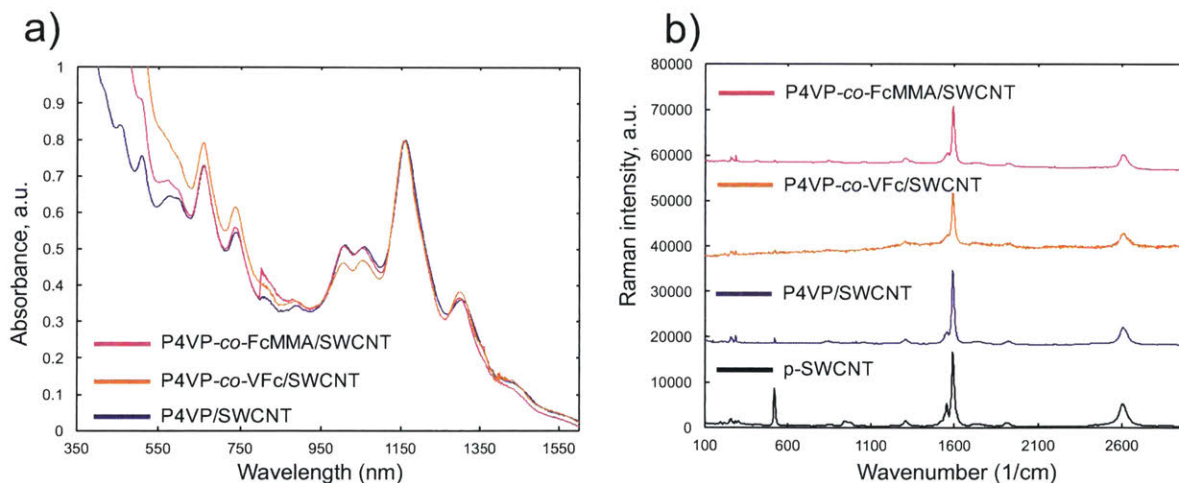 a)
1
0.9
0.8
0.7
0.6
0.5
0.4
0.3
0.2
0.1
0
Absorbance, a.u.
P4VP-co-FcMMA/SWCNT
P4VP-co-VFc/SWCNT
P4VP/SWCNT
350 550 750 950 1150 1350 1550
Wavelength (nm)
b)
80000
70000
60000
50000
40000
30000
20000
10000
0
Raman intensity, a.u.
P4VP-co-FcMMA/SWCNT
P4VP-co-VFc/SWCNT
P4VP/SWCNT
p-SWCNT
100 600 1100 1600 2100 2600
Wavenumber (1/cm)